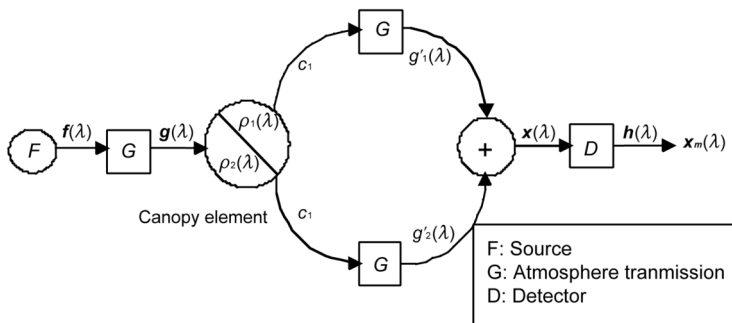 G
c₁
g'₁(λ)
F
f(λ)
G
g(λ)
ρ₁(λ)
ρ₂(λ)
+
x(λ)
D
h(λ)
xₘ(λ)
Canopy element
c₁
G
g'₂(λ)
F: Source
G: Atmosphere tranmission
D: Detector